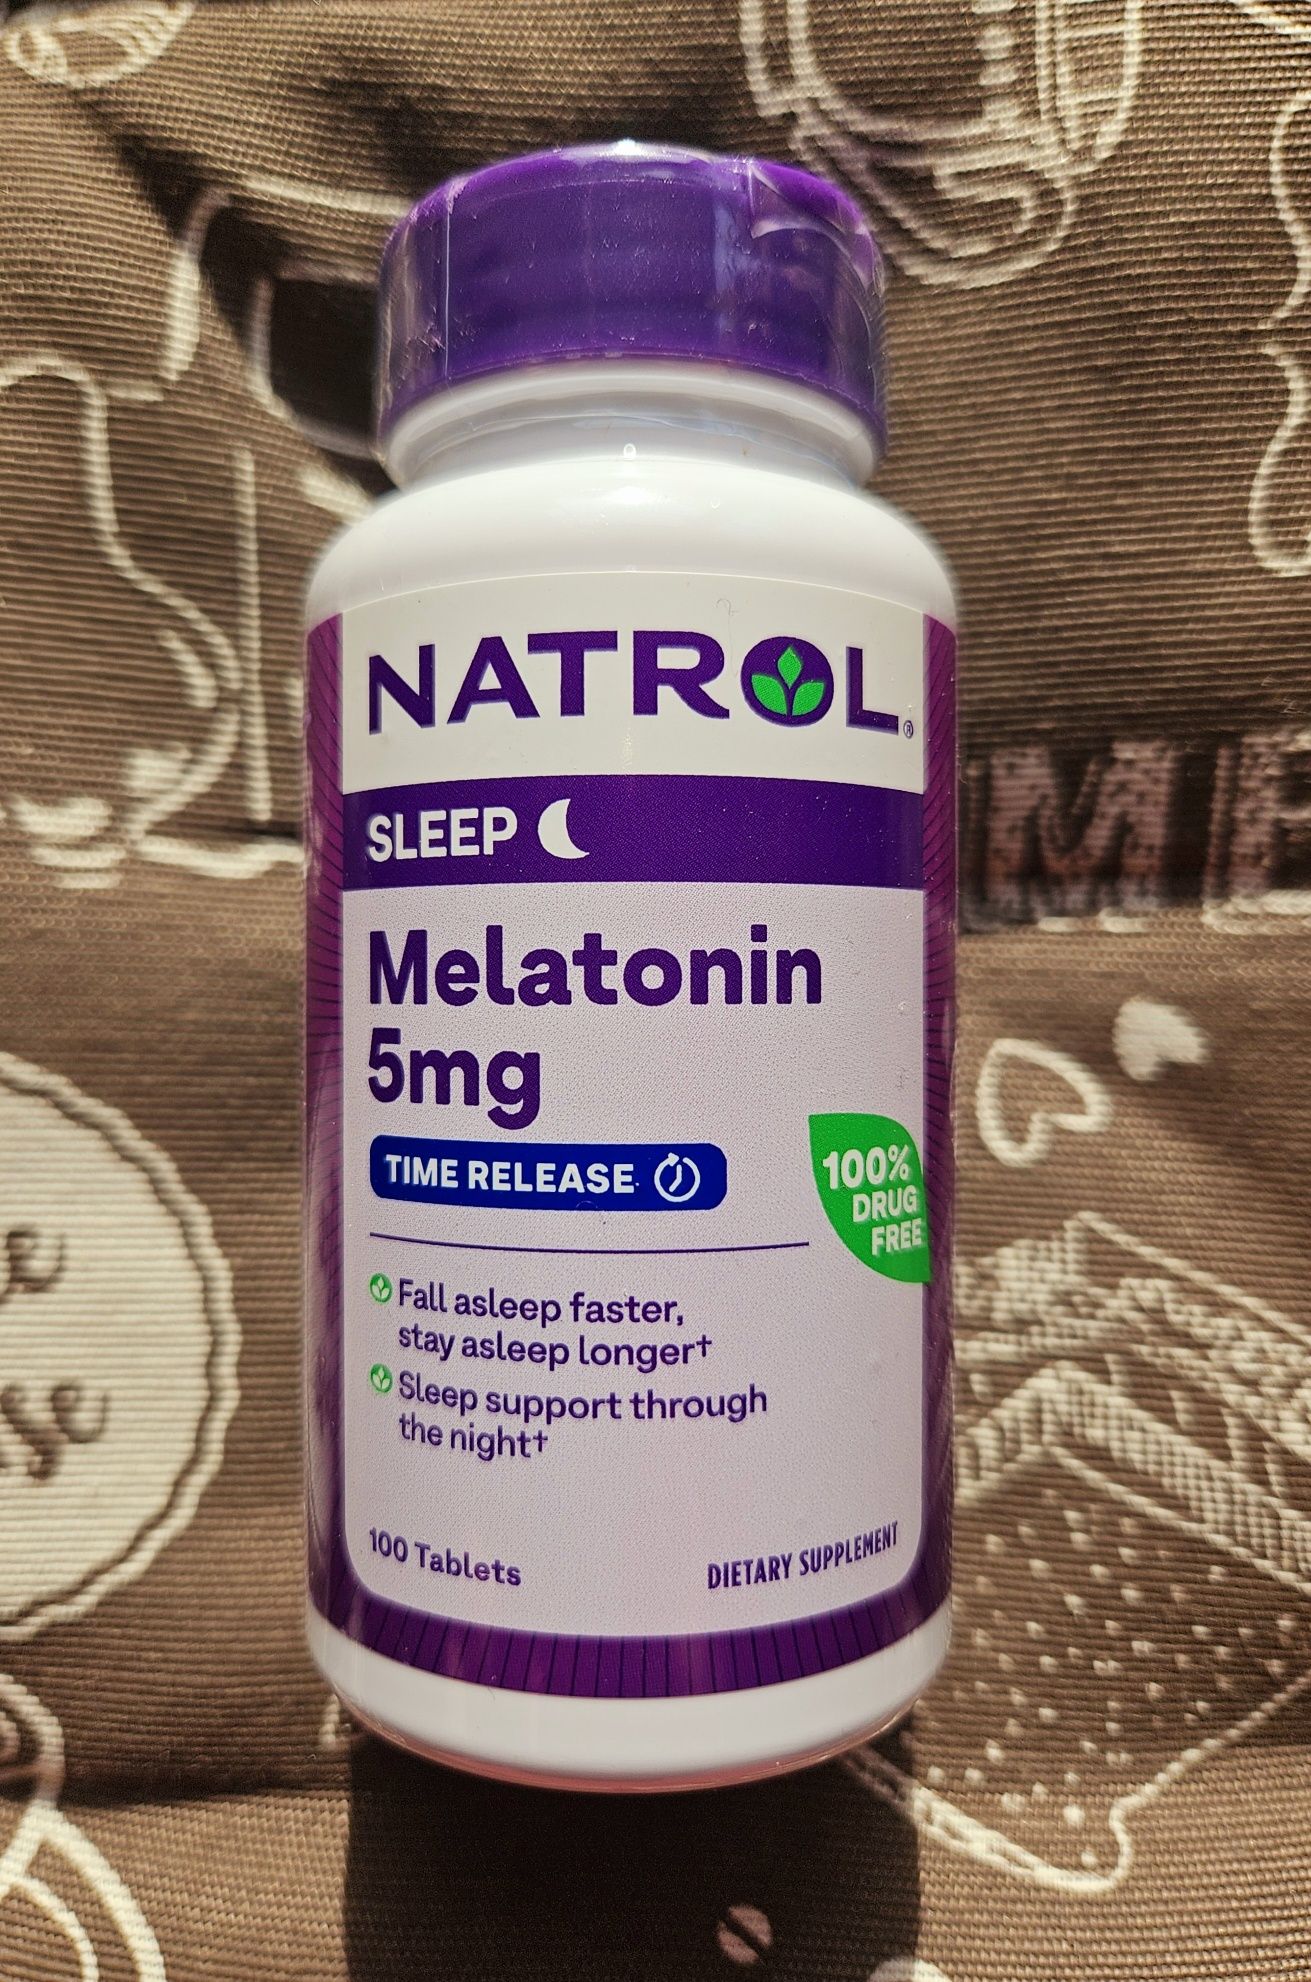 NATROL®
SLEEP
Melatonin
5mg
TIME RELEASE
100%
DRUG
FREE
Fall asleep faster,
stay asleep longer†
Sleep support through
the night†
100 Tablets
DIETARY SUPPLEMENT